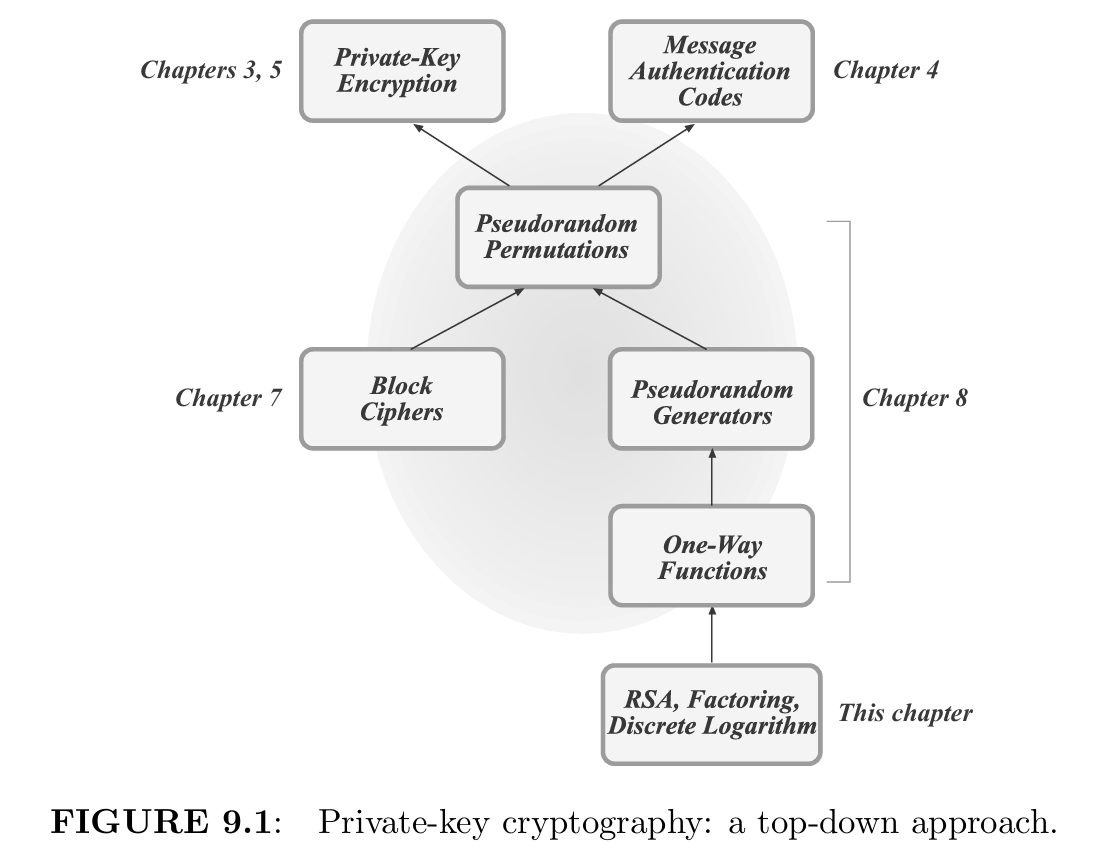 Private-Key
Encryption
Message
Authentication
Codes
Chapters 3, 5
Chapter 4
Pseudorandom
Permutations
Block
Ciphers
Pseudorandom
Generators
Chapter 7
Chapter 8
One-Way
Functions
RSA, Factoring,
Discrete Logarithm
This chapter
FIGURE 9.1: Private-key cryptography: a top-down approach.